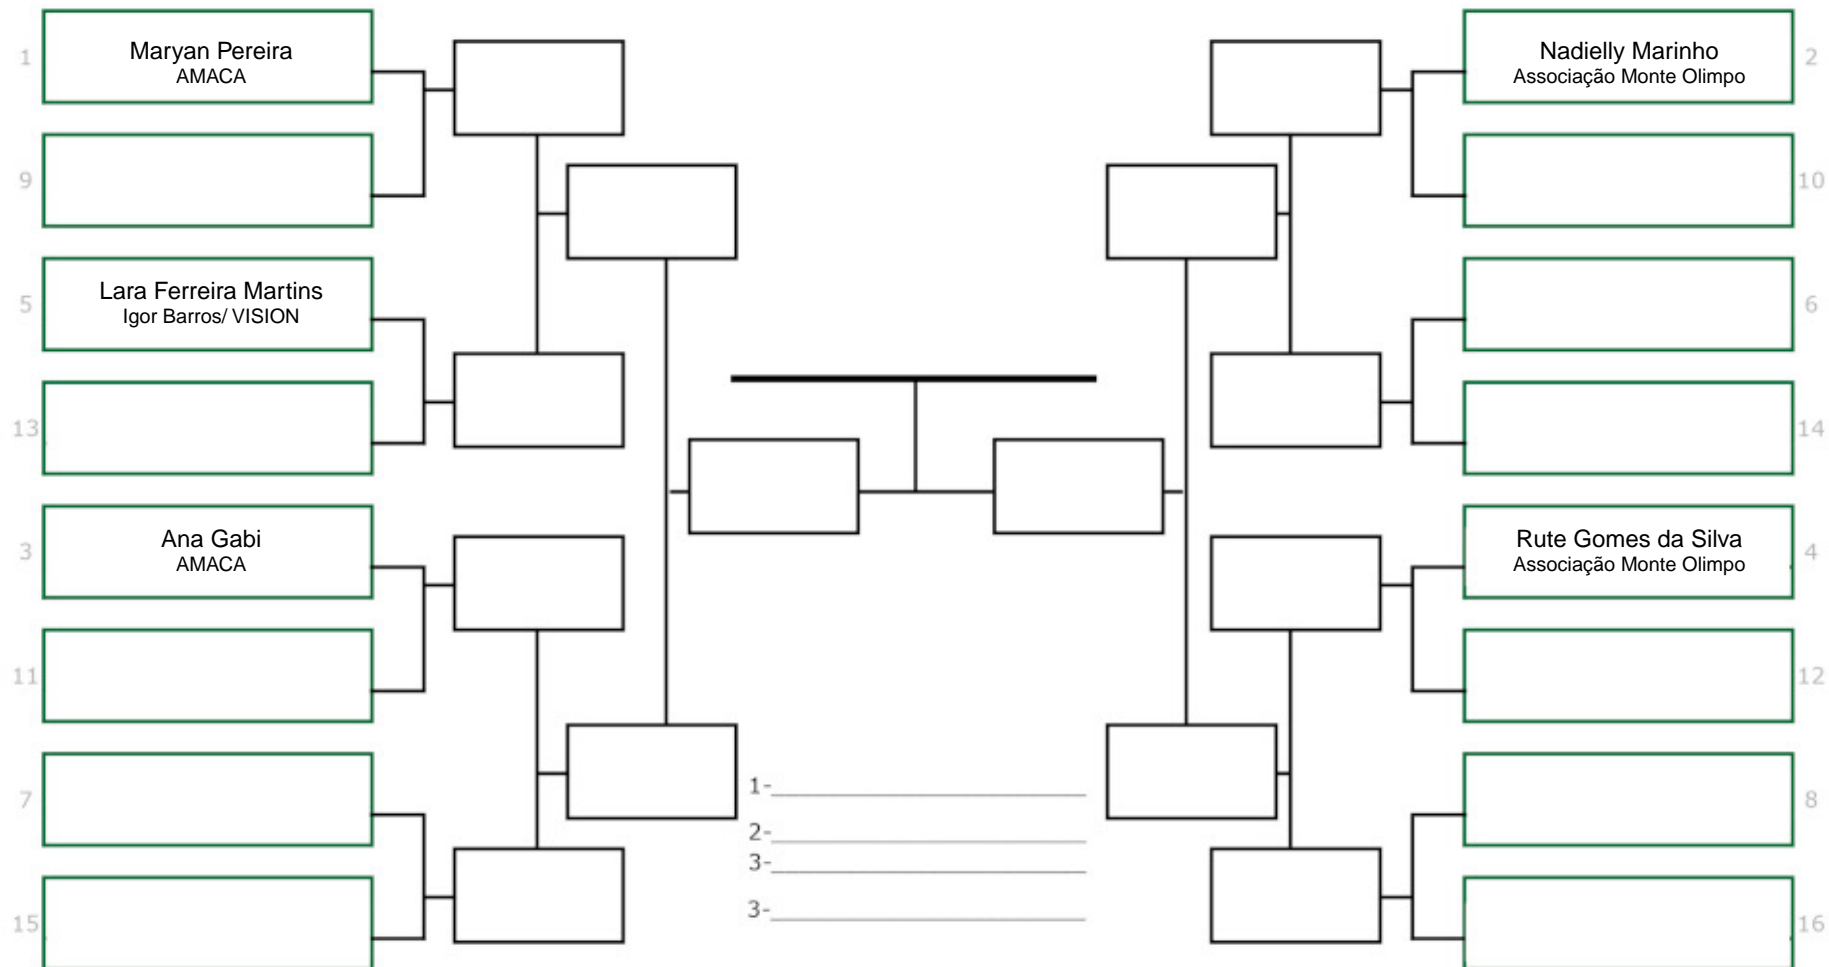 1
Maryan Pereira
AMACA
9
5
Lara Ferreira Martins
Igor Barros/ VISION
13
3
Ana Gabi
AMACA
11
7
15
1-
2-
3-
3-
Nadielly Marinho
Associação Monte Olimpo
2
10
6
14
Rute Gomes da Silva
Associação Monte Olimpo
4
12
8
16